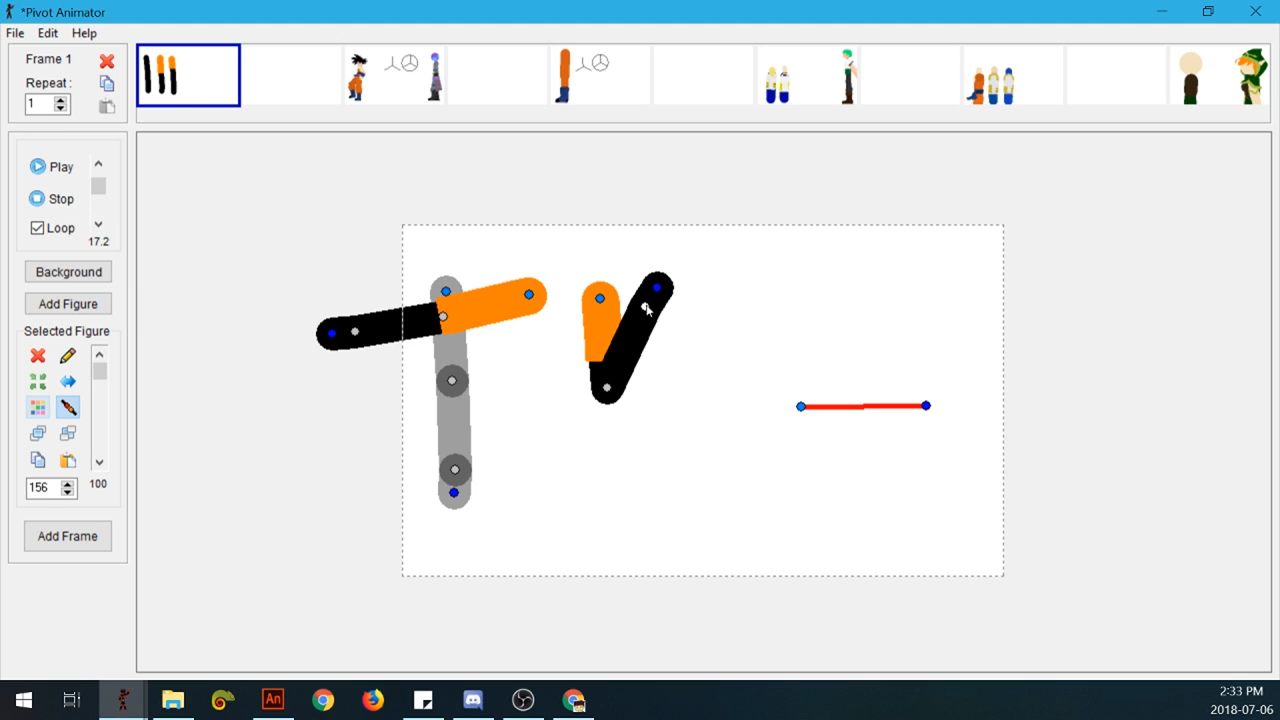 *Pivot Animator
File Edit Help
Frame 1
Repeat :
1
Play
Stop
Loop
17.2
Background
Add Figure
Selected Figure
156
100
Add Frame
An
2:33 PM
2018-07-06